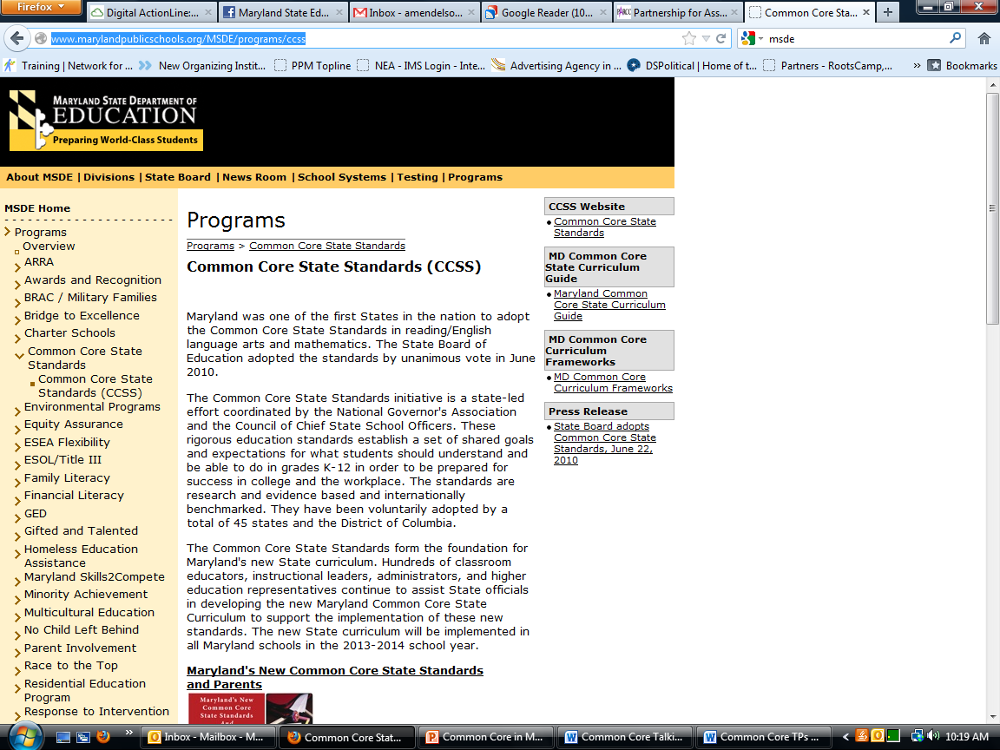 Firefox
Digital ActionLine:...
Maryland State Ed...
Inbox - amendelso...
Google Reader (10...
Partnership for Ass...
Common Core Sta...
www.marylandpublicschools.org/MSDE/programs/ccss
msde
Training | Network for ...
New Organizing Instit...
PPM Topline
NEA - IMS Login - Inte...
Advertising Agency in ...
DSPolitical | Home of t...
Partners - RootsCamp,...
Bookmarks
MARYLAND STATE DEPARTMENT OF
EDUCATION
Preparing World-Class Students
About MSDE | Divisions | State Board | News Room | School Systems | Testing | Programs
MSDE Home
Programs
Overview
ARRA
Awards and Recognition
BRAC / Military Families
Bridge to Excellence
Charter Schools
Common Core State
Standards
Common Core State
Standards (CCSS)
Environmental Programs
Equity Assurance
ESEA Flexibility
ESOL/Title III
Family Literacy
Financial Literacy
GED
Gifted and Talented
Homeless Education
Assistance
Maryland Skills2Compete
Minority Achievement
Multicultural Education
No Child Left Behind
Parent Involvement
Race to the Top
Residential Education
Program
Response to Intervention
Programs
Programs > Common Core State Standards
Common Core State Standards (CCSS)
Maryland was one of the first States in the nation to adopt
the Common Core State Standards in reading/English
language arts and mathematics. The State Board of
Education adopted the standards by unanimous vote in June
2010.
The Common Core State Standards initiative is a state-led
effort coordinated by the National Governor's Association
and the Council of Chief State School Officers. These
rigorous education standards establish a set of shared goals
and expectations for what students should understand and
be able to do in grades K-12 in order to be prepared for
success in college and the workplace. The standards are
research and evidence based and internationally
benchmarked. They have been voluntarily adopted by a
total of 45 states and the District of Columbia.
The Common Core State Standards form the foundation for
Maryland's new State curriculum. Hundreds of classroom
educators, instructional leaders, administrators, and higher
education representatives continue to assist State officials
in developing the new Maryland Common Core State
Curriculum to support the implementation of these new
standards. The new State curriculum will be implemented in
all Maryland schools in the 2013-2014 school year.
Maryland's New Common Core State Standards
and Parents
Maryland's New
Common Core
State Standards
And
CCSS Website
Common Core State
Standards
MD Common Core
State Curriculum
Guide
Maryland Common
Core State Curriculum
Guide
MD Common Core
Curriculum
Frameworks
MD Common Core
Curriculum Frameworks
Press Release
State Board adopts
Common Core State
Standards, June 22,
2010
Inbox - Mailbox - M...
Common Core Stat...
Common Core in M...
Common Core Talki...
Common Core TPs ...
10:19 AM